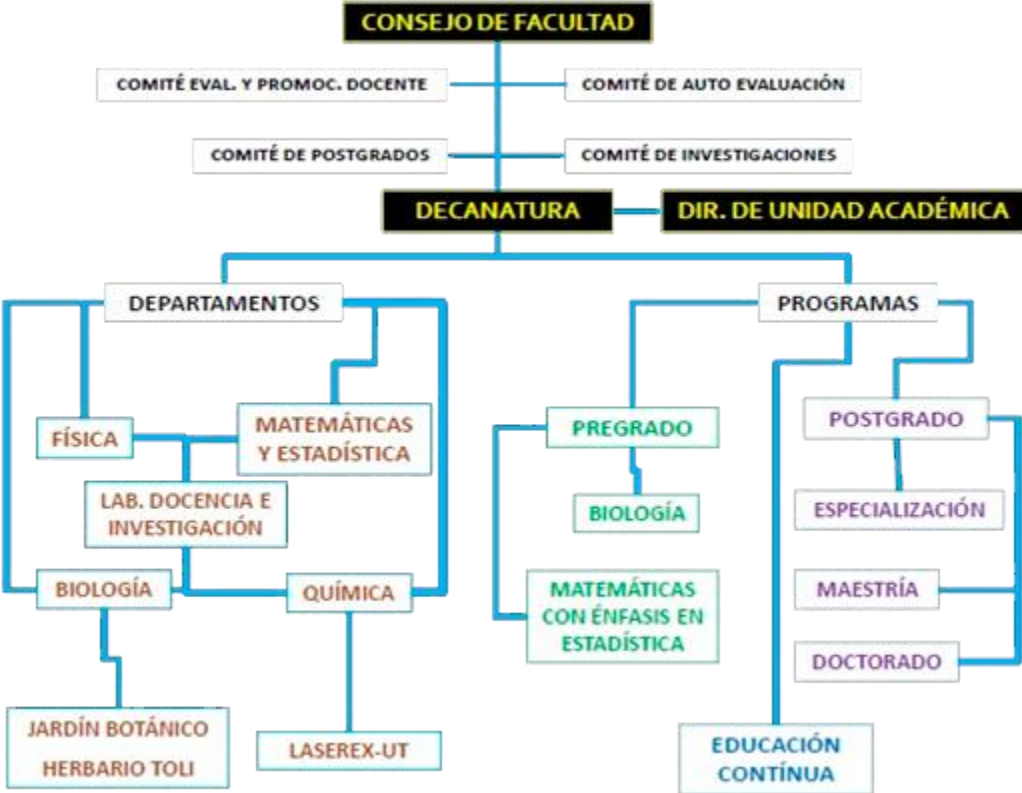 CONSEJO DE FACULTAD
COMITÉ EVAL. Y PROMOC. DOCENTE
COMITÉ DE AUTO EVALUACIÓN
COMITÉ DE POSTGRADOS
COMITÉ DE INVESTIGACIONES
DECANATURA
DIR. DE UNIDAD ACADÉMICA
DEPARTAMENTOS
PROGRAMAS
FÍSICA
MATEMÁTICAS
Y ESTADÍSTICA
LAB. DOCENCIA E
INVESTIGACIÓN
BIOLOGÍA
QUÍMICA
JARDÍN BOTÁNICO
HERBARIO TOLI
LASEREX-UT
PREGRADO
BIOLOGÍA
MATEMÁTICAS
CON ÉNFASIS EN
ESTADÍSTICA
POSTGRADO
ESPECIALIZACIÓN
MAESTRÍA
DOCTORADO
EDUCACIÓN
CONTÍNUA